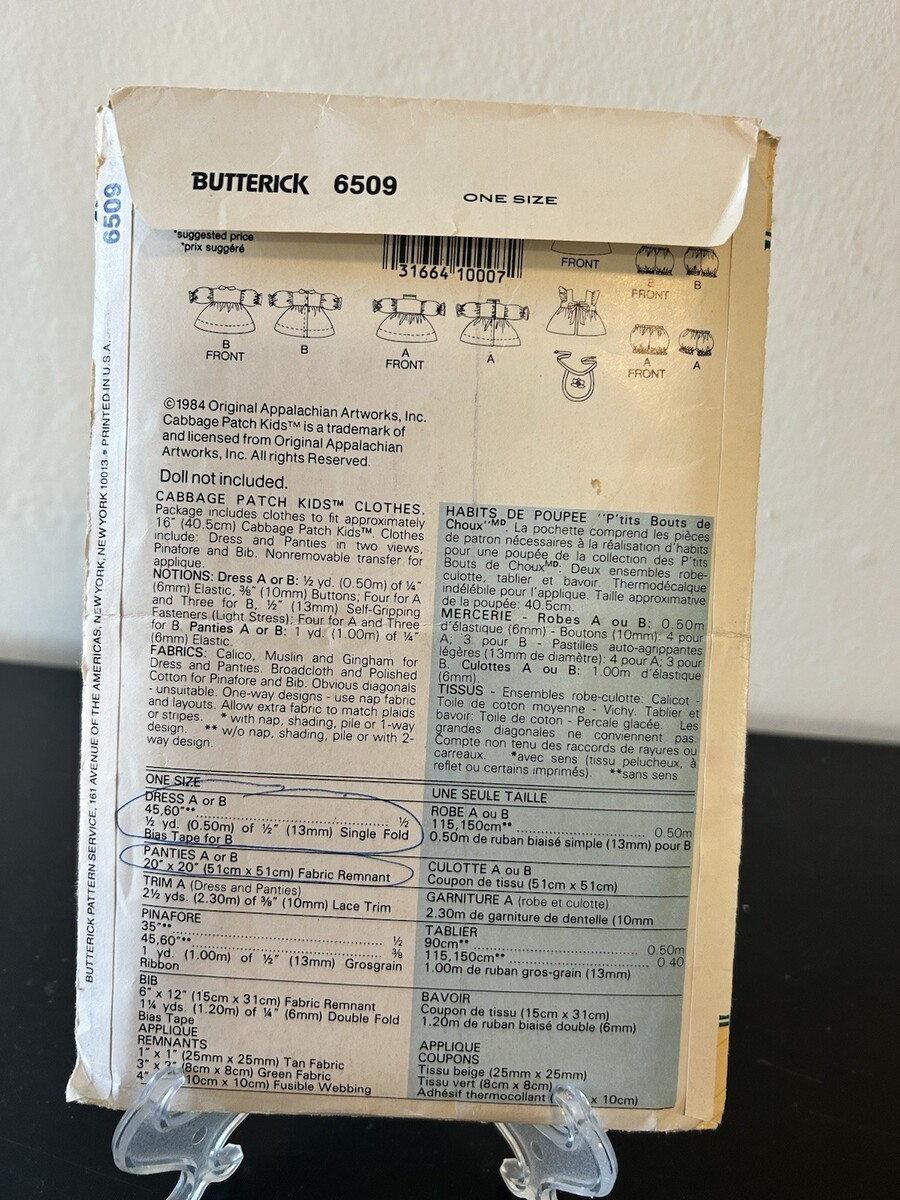 BUTTERICK 6509 ONE SIZE
6509
*suggested price
*prix suggéré
31664 10007
FRONT
B
FRONT
B
B
FRONT
B
A
FRONT
A
A
FRONT
A
BUTTERICK PATTERN SERVICE, 161 AVENUE OF THE AMERICAS, NEW YORK, NEW YORK 10013 • PRINTED IN U.S.A.
©1984 Original Appalachian Artworks, Inc.
Cabbage Patch Kids™ is a trademark of
and licensed from Original Appalachian
Artworks, Inc. All rights Reserved.
Doll not included.
CABBAGE PATCH KIDS™ CLOTHES.
Package includes clothes to fit approximately
16" (40.5cm) Cabbage Patch Kids™. Clothes
include: Dress and Panties in two views,
Pinafore and Bib. Nonremovable transfer for
applique.
NOTIONS: Dress A or B: ½ yd. (0.50m) of ¼"
(6mm) Elastic, ⅜" (10mm) Buttons; Four for A
and Three for B, ½" (13mm) Self-Gripping
Fasteners (Light Stress); Four for A and Three
for B. Panties A or B: 1 yd. (1.00m) of ¼"
(6mm) Elastic.
FABRICS: Calico, Muslin and Gingham for
Dress and Panties. Broadcloth and Polished
Cotton for Pinafore and Bib. Obvious diagonals
- unsuitable. One-way designs - use nap fabric
and layouts. Allow extra fabric to match plaids
or stripes. * with nap, shading, pile or 1-way
design. ** w/o nap, shading, pile or with 2-
way design.
HABITS DE POUPEE "P'tits Bouts de
Choux"MD. La pochette comprend les pièces
de patron nécessaires à la réalisation d'habits
pour une poupée de la collection des P'tits
Bouts de ChouxMD: Deux ensembles robe-
culotte, tablier et bavoir. Thermodécalque
indélébile pour l'applique. Taille approximative
de la poupée: 40.5cm.
MERCERIE - Robes A ou B: 0.50m
d'élastique (6mm) - Boutons (10mm): 4 pour
A; 3 pour B - Pastilles auto-agrippantes
légères (13mm de diamètre): 4 pour A; 3 pour
B. Culottes A ou B: 1.00m d'élastique
(6mm).
TISSUS - Ensembles robe-culotte: Calicot -
Toile de coton moyenne - Vichy. Tablier et
bavoir: Toile de coton - Percale glacée. Les
grandes diagonales ne conviennent pas.
Compte non tenu des raccords de rayures ou
carreaux. *avec sens (tissu pelucheux, à
reflet ou certains imprimés). **sans sens
ONE SIZE
DRESS A or B
45,60"** ½
½ yd. (0.50m) of ½" (13mm) Single Fold
Bias Tape for B
PANTIES A or B
20" x 20" (51cm x 51cm) Fabric Remnant
TRIM A (Dress and Panties)
2½ yds. (2.30m) of ⅜" (10mm) Lace Trim
PINAFORE
35"** ½
45,60"** ⅜
1 yd. (1.00m) of ½" (13mm) Grosgrain
Ribbon
BIB
6" x 12" (15cm x 31cm) Fabric Remnant
1¼ yds. (1.20m) of ¼" (6mm) Double Fold
Bias Tape
APPLIQUE
REMNANTS
1" x 1" (25mm x 25mm) Tan Fabric
3" x 3" (8cm x 8cm) Green Fabric
4" 10cm x 10cm) Fusible Webbing
UNE SEULE TAILLE
ROBE A ou B
115,150cm** 0.50m
0.50m de ruban biaisé simple (13mm) pour B
CULOTTE A ou B
Coupon de tissu (51cm x 51cm)
GARNITURE A (robe et culotte)
2.30m de garniture de dentelle (10mm
TABLIER
90cm** 0.50m
115,150cm** 0.40
1.00m de ruban gros-grain (13mm)
BAVOIR
Coupon de tissu (15cm x 31cm)
1.20m de ruban biaisé double (6mm)
APPLIQUE
COUPONS
Tissu beige (25mm x 25mm)
Tissu vert (8cm x 8cm)
Adhésif thermocollant x 10cm)